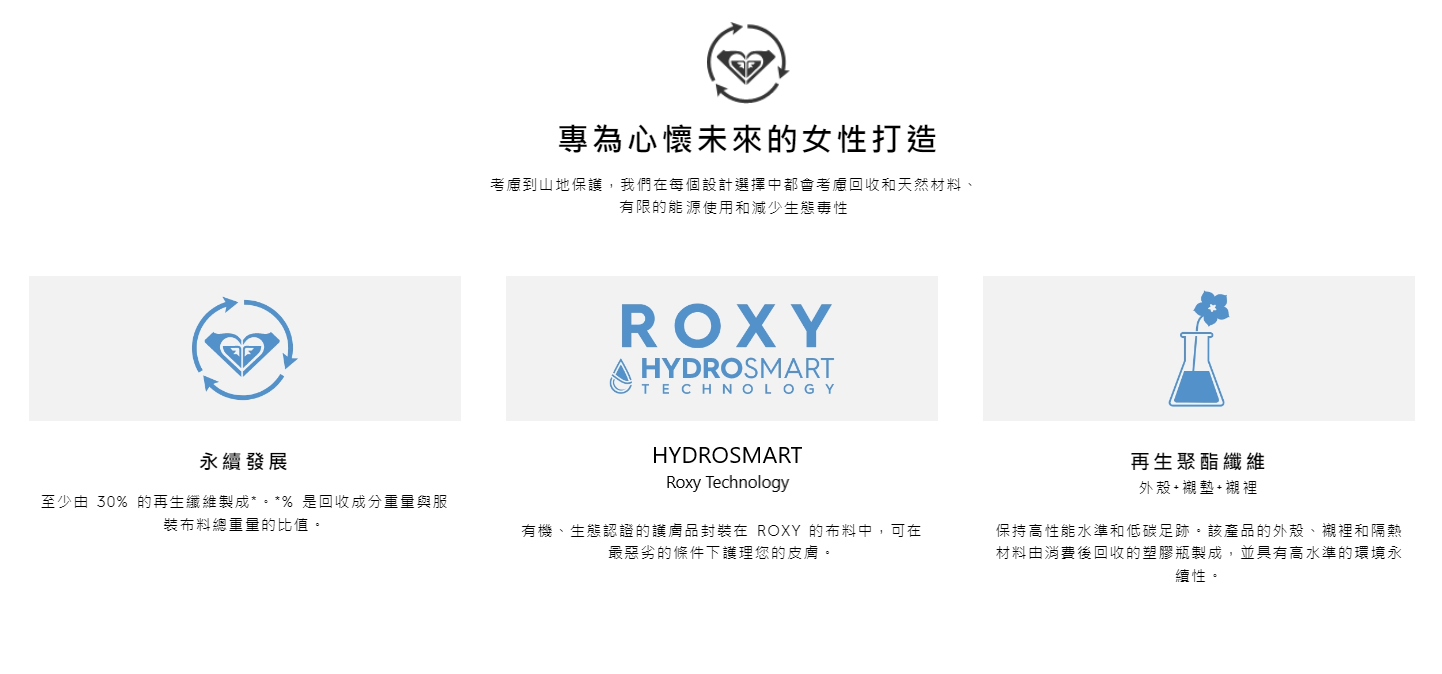 專為心懷未來的女性打造
考慮到山地保護，我們在每個設計選擇中都會考慮回收和天然材料、
有限的能源使用和減少生態毒性
ROXY
HYDROSMART
TECHNOLOGY
永續發展
至少由 30% 的再生纖維製成*。*% 是回收成分重量與服
裝布料總重量的比值。
HYDROSMART
Roxy Technology
有機、生態認證的護膚品封裝在 ROXY 的布料中，可在
最惡劣的條件下護理您的皮膚。
再生聚酯纖維
外殼+襯墊+襯裡
保持高性能水準和低碳足跡。該產品的外殼、襯裡和隔熱
材料由消費後回收的塑膠瓶製成，並具有高水準的環境永
續性。